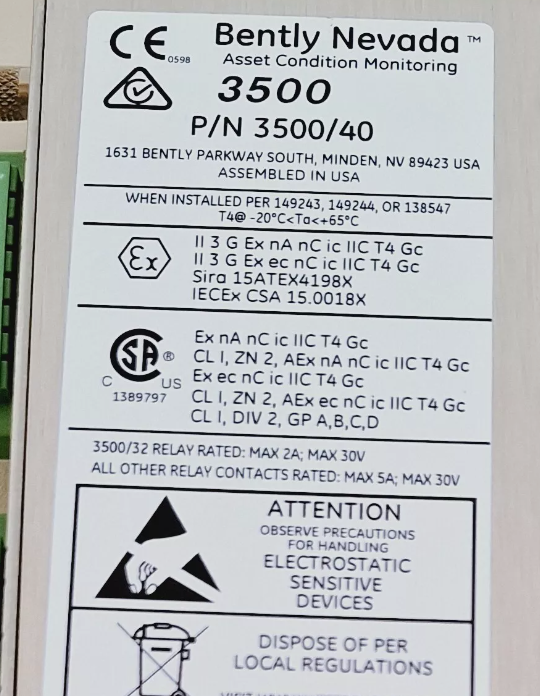 CE 0598
Bently Nevada™
Asset Condition Monitoring
3500
P/N 3500/40
1631 BENTLY PARKWAY SOUTH, MINDEN, NV 89423 USA
ASSEMBLED IN USA
WHEN INSTALLED PER 149243, 149244, OR 138547
T4@ -20°C<Ta<+65°C
Ex
II 3 G Ex nA nC ic IIC T4 Gc
II 3 G Ex ec nC ic IIC T4 Gc
Sira 15ATEX4198X
IECEx CSA 15.0018X
SA®
C US
1389797
Ex nA nC ic IIC T4 Gc
CL I, ZN 2, AEx nA nC ic IIC T4 Gc
Ex ec nC ic IIC T4 Gc
CL I, ZN 2, AEx ec nC ic IIC T4 Gc
CL I, DIV 2, GP A,B,C,D
3500/32 RELAY RATED: MAX 2A; MAX 30V
ALL OTHER RELAY CONTACTS RATED: MAX 5A; MAX 30V
ATTENTION
OBSERVE PRECAUTIONS
FOR HANDLING
ELECTROSTATIC
SENSITIVE
DEVICES
DISPOSE OF PER
LOCAL REGULATIONS